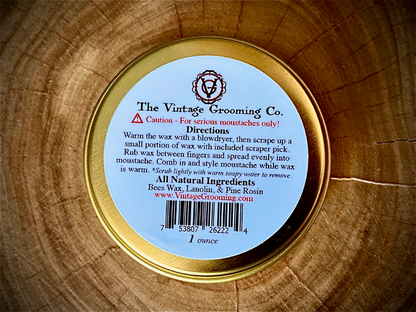 The Vintage Grooming Co.
⚠ Caution - For serious moustaches only!
Directions
Warm the wax with a blowdryer, then scrape up a
small portion of wax with included scraper pick.
Rub wax between fingers and spread evenly into
moustache. Comb in and style moustache while wax
is warm. *Scrub lightly with warm soapy water to remove.
All Natural Ingredients
Bees Wax, Lanolin, & Pine Rosin
www.VintageGrooming.com
7 53807 26222 4
1 ounce